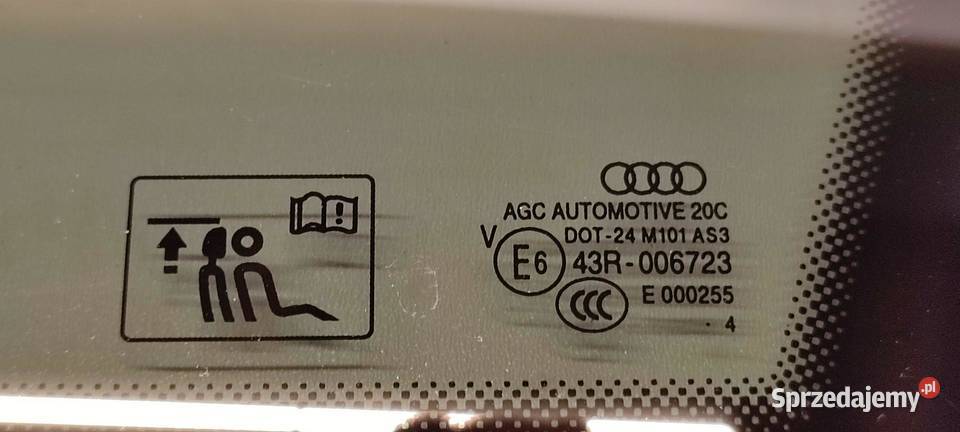 !
AGC AUTOMOTIVE 20C
DOT-24 M101 AS3
V
E6 43R-006723
CCC E 000255
. 4
Sprzedajemy.pl